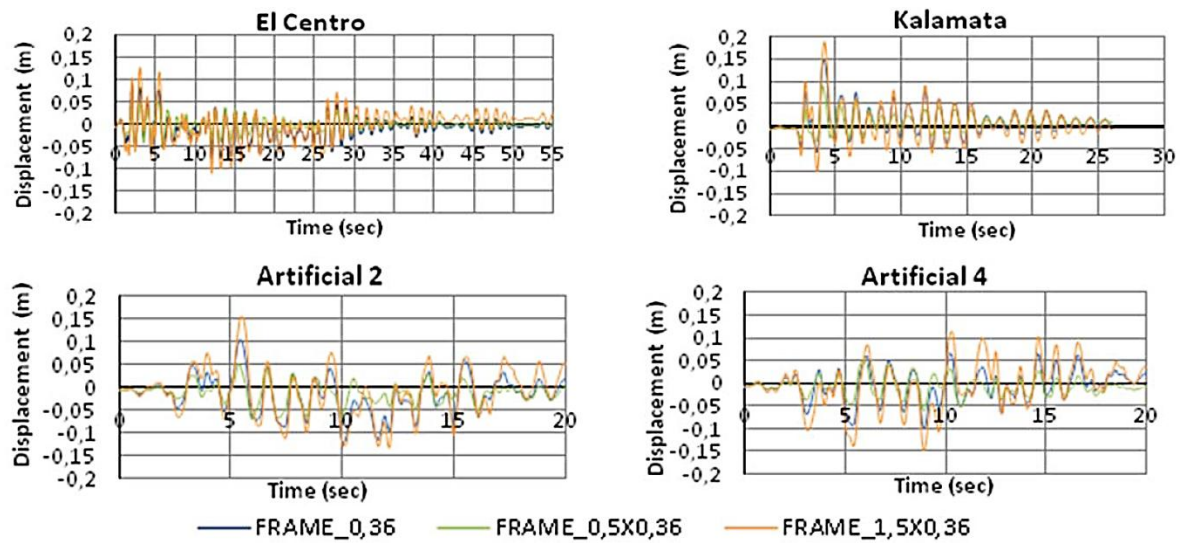 El Centro
Displacement (m)
0,2
0,15
0,1
0,05
0
-0,05
-0,1
-0,15
-0,2
0 5 10 15 20 25 30 35 40 45 50 55
Time (sec)
Kalamata
Displacement (m)
0,2
0,15
0,1
0,05
0
-0,05
-0,1
-0,15
-0,2
0 5 10 15 20 25 30
Time (sec)
Artificial 2
Displacement (m)
0,2
0,15
0,1
0,05
0
-0,05
-0,1
-0,15
-0,2
0 5 10 15 20
Time (sec)
Artificial 4
Displacement (m)
0,2
0,15
0,1
0,05
0
-0,05
-0,1
-0,15
-0,2
0 5 10 15 20
Time (sec)
FRAME_0,36 FRAME_0,5X0,36 FRAME_1,5X0,36